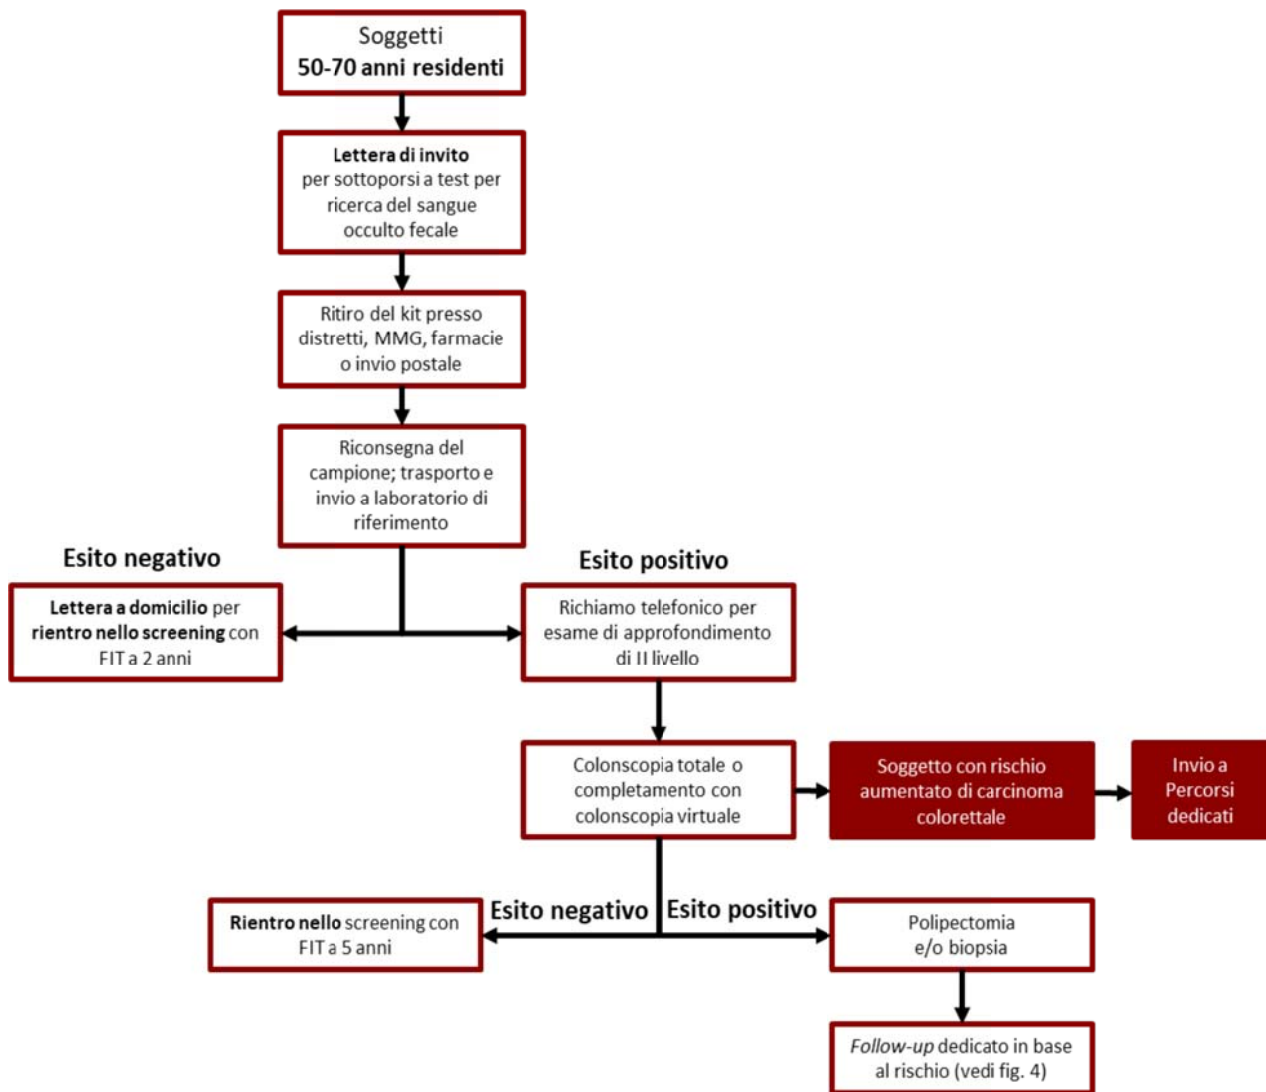 Soggetti
50-70 anni residenti
Lettera di invito
per sottoporsi a test per
ricerca del sangue
occulto fecale
Ritiro del kit presso
distretti, MMG, farmacie
o invio postale
Riconsegna del
campione; trasporto e
invio a laboratorio di
riferimento
Esito negativo
Lettera a domicilio per
rientro nello screening con
FIT a 2 anni
Esito positivo
Richiamo telefonico per
esame di approfondimento
di II livello
Colonscopia totale o
completamento con
colonscopia virtuale
Soggetto con rischio
aumentato di carcinoma
colorettale
Invio a
Percorsi
dedicati
Esito negativo
Rientro nello screening con
FIT a 5 anni
Esito positivo
Polipectomia
e/o biopsia
Follow-up dedicato in base
al rischio (vedi fig. 4)